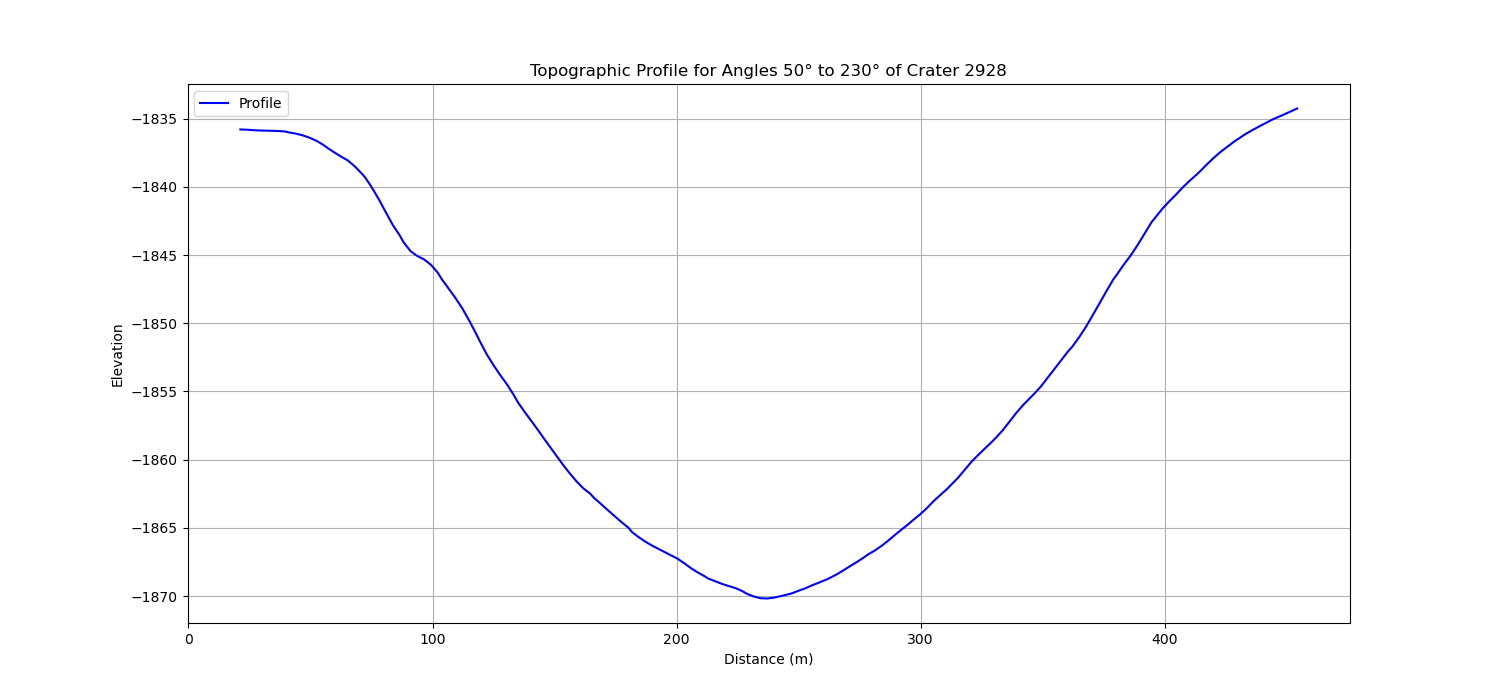 Topographic Profile for Angles 50° to 230° of Crater 2928
Profile
−1835
−1840
−1845
−1850
−1855
−1860
−1865
−1870
Elevation
0 100 200 300 400
Distance (m)